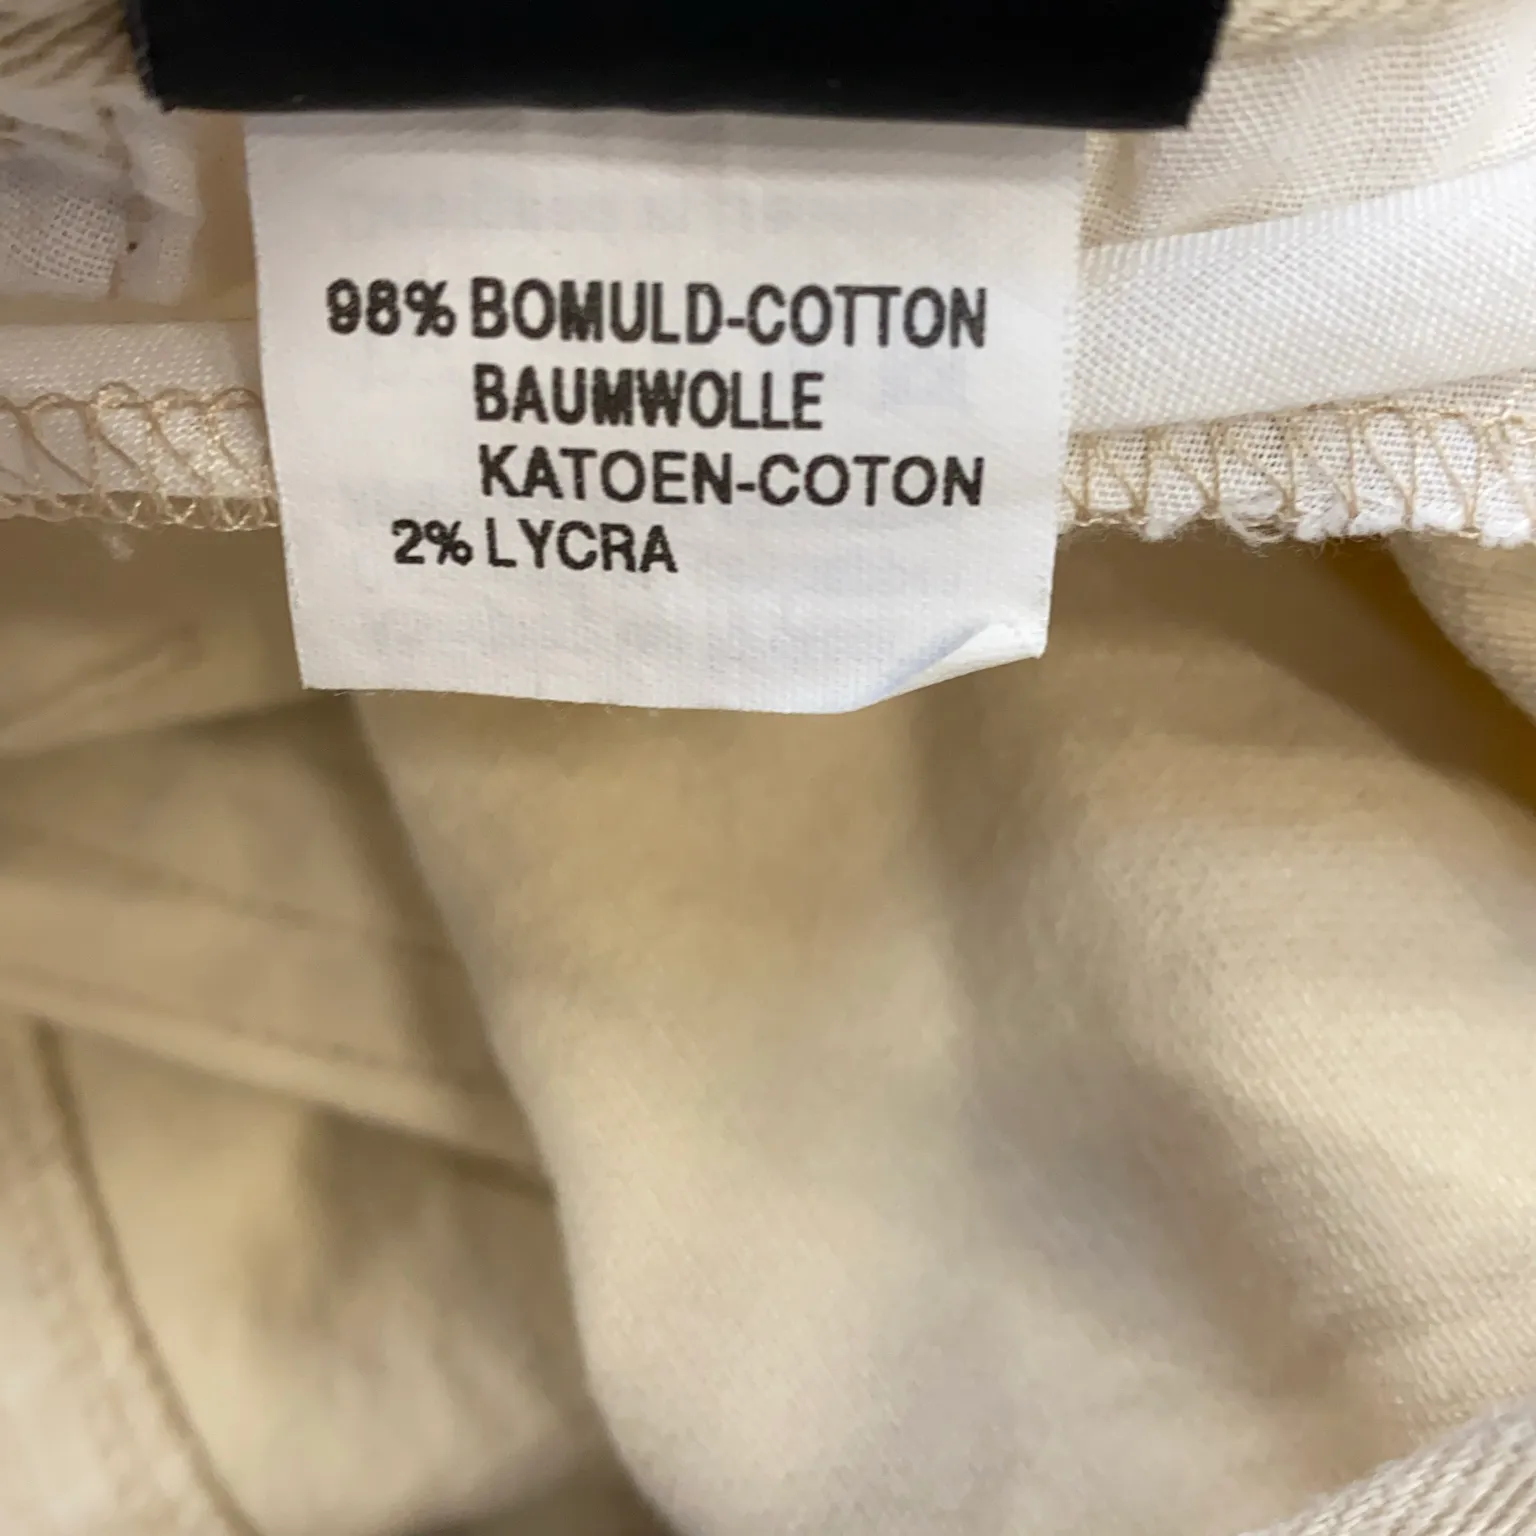 98% BOMULD-COTTON
BAUMWOLLE
KATOEN-COTON
2% LYCRA